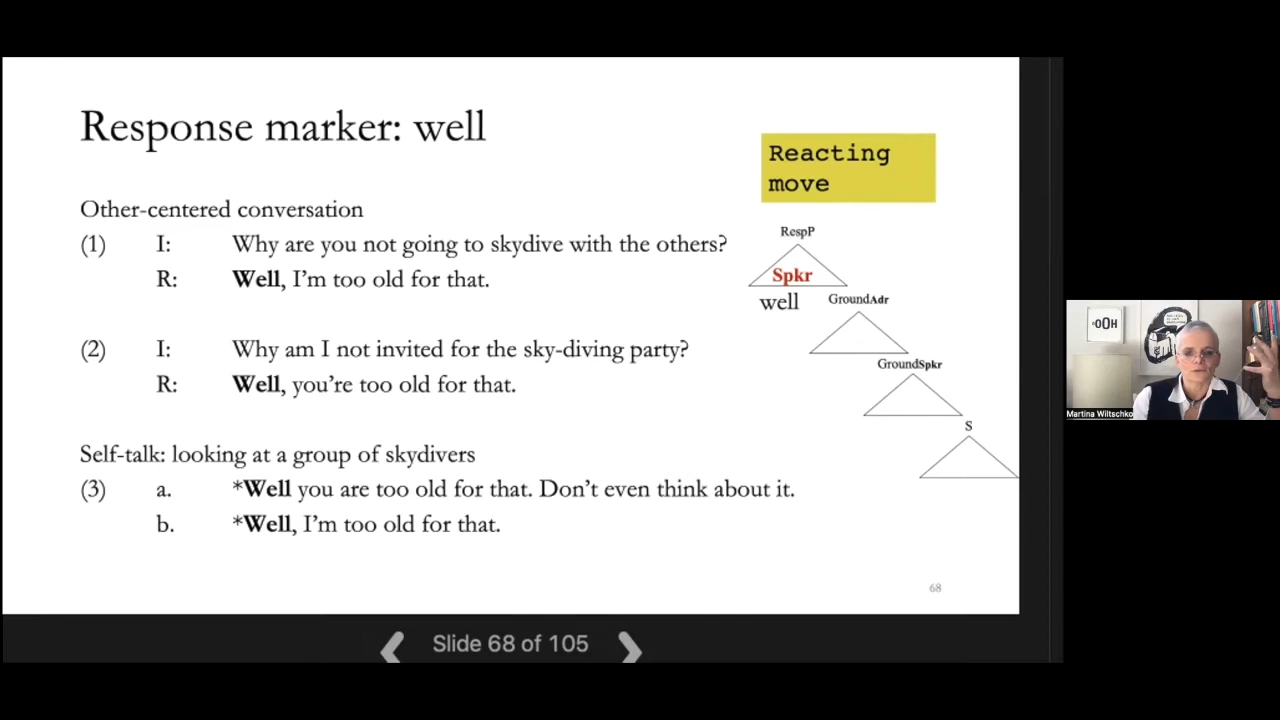 Response marker: well
Reacting
move
Other-centered conversation
(1) I: Why are you not going to skydive with the others?
R: Well, I'm too old for that.
(2) I: Why am I not invited for the sky-diving party?
R: Well, you're too old for that.
Self-talk: looking at a group of skydivers
(3) a. *Well you are too old for that. Don't even think about it.
b. *Well, I'm too old for that.
RespP
Spkr
well
GroundAdr
GroundSpkr
S
68
Slide 68 of 105
OOH
Martina Wiltschko